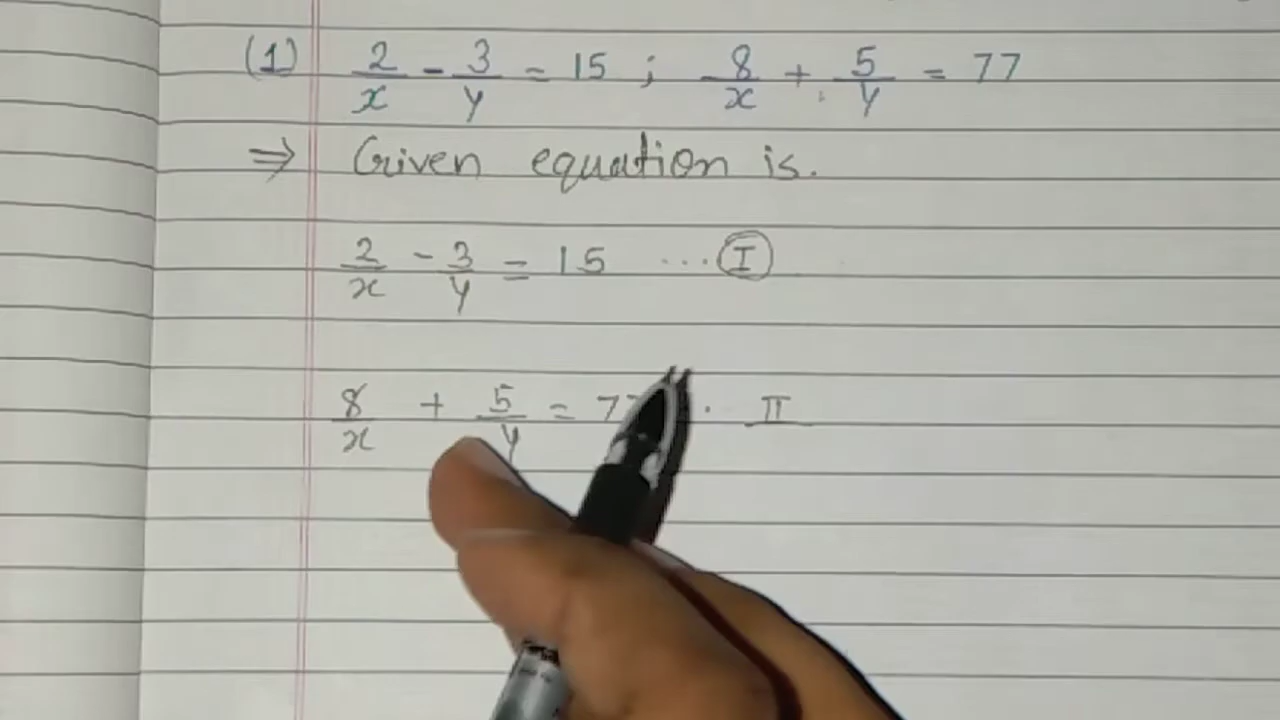 (1) 2/x - 3/y = 15 ; 8/x + 5/y = 77
⇒ Given equation is.
2/x - 3/y = 15 ... I
8/x + 5/y = 77 . II